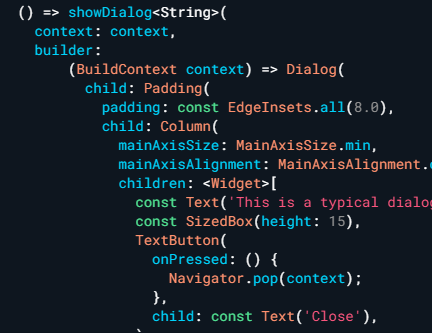 () => showDialog<String>(
context: context,
builder:
(BuildContext context) => Dialog(
child: Padding(
padding: const EdgeInsets.all(8.0),
child: Column(
mainAxisSize: MainAxisSize.min,
mainAxisAlignment: MainAxisAlignment.
children: <Widget>[
const Text('This is a typical dialog
const SizedBox(height: 15),
TextButton(
onPressed: () {
Navigator.pop(context);
},
child: const Text('Close'),